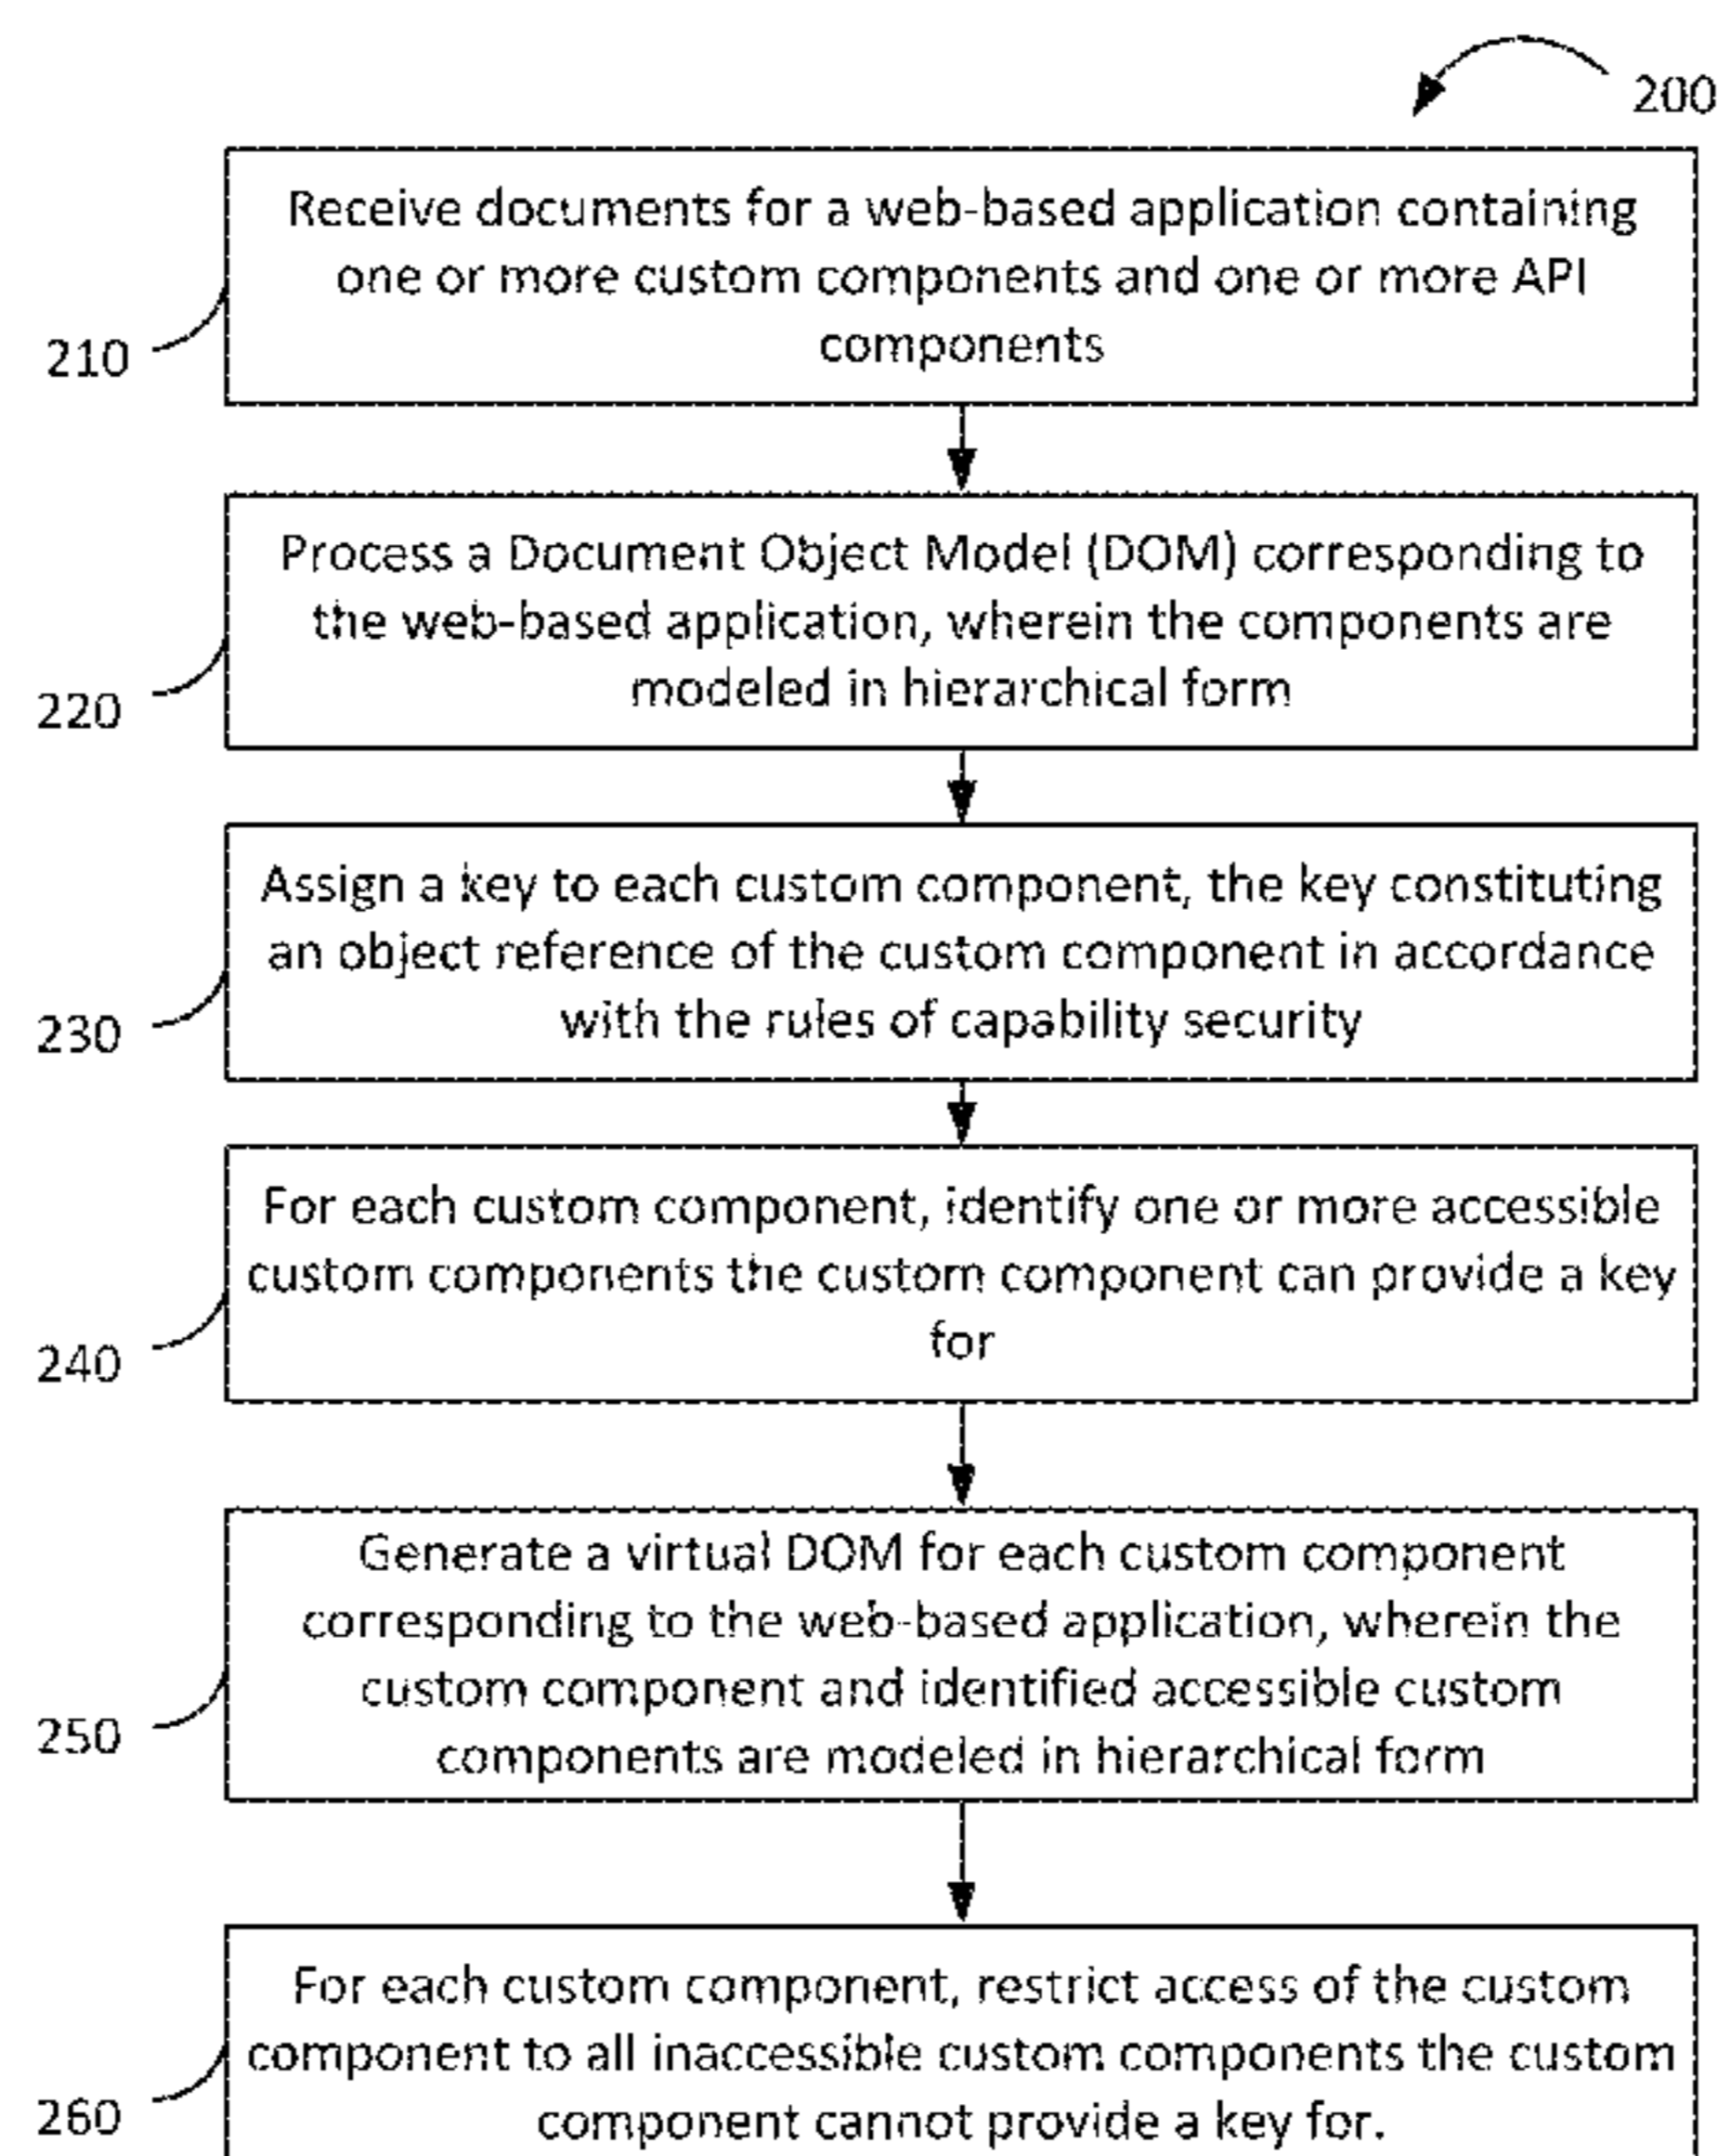 200
Receive documents for a web-based application containing
one or more custom components and one or more API
components
210
Process a Document Object Model (DOM) corresponding to
the web-based application, wherein the components are
modeled in hierarchical form
220
Assign a key to each custom component, the key constituting
an object reference of the custom component in accordance
with the rules of capability security
230
For each custom component, identify one or more accessible
custom components the custom component can provide a key
for
240
Generate a virtual DOM for each custom component
corresponding to the web-based application, wherein the
custom component and identified accessible custom
components are modeled in hierarchical form
250
For each custom component, restrict access of the custom
component to all inaccessible custom components the custom
component cannot provide a key for.
260